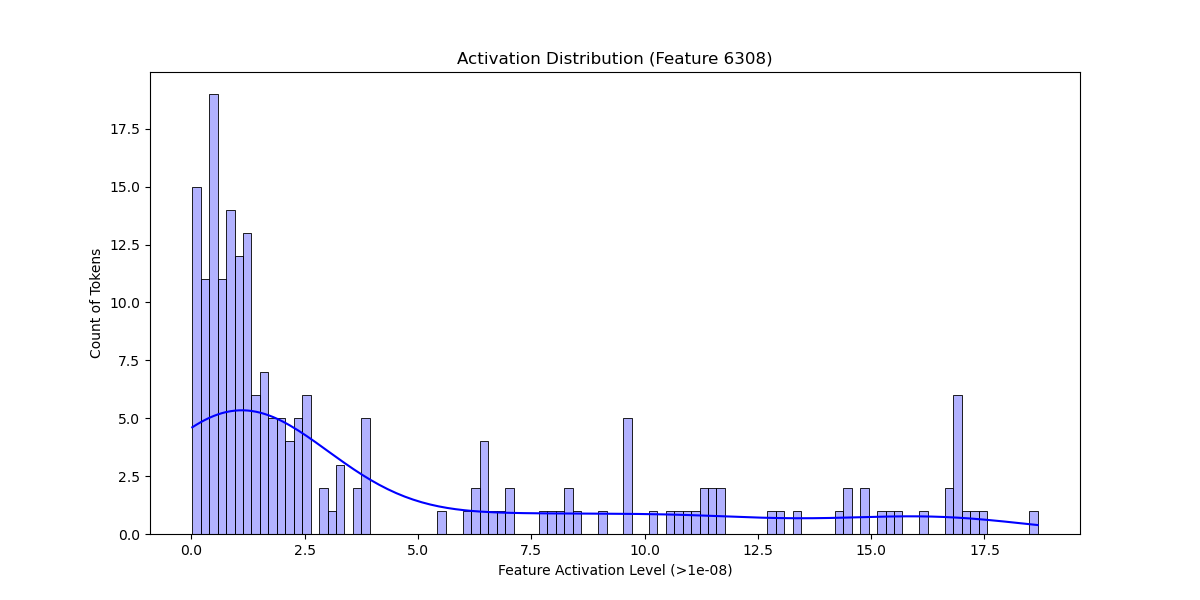 Activation Distribution (Feature 6308)
Count of Tokens
17.5
15.0
12.5
10.0
7.5
5.0
2.5
0.0
0.0 2.5 5.0 7.5 10.0 12.5 15.0 17.5
Feature Activation Level (>1e-08)